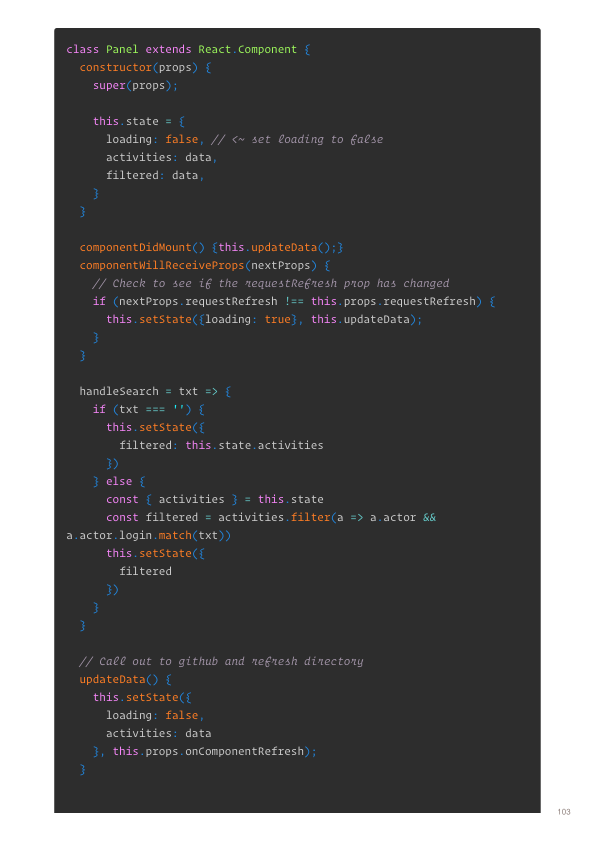 class Panel extends React.Component {
  constructor(props) {
    super(props);

    this.state = {
      loading: false, // <~ set loading to false
      activities: data,
      filtered: data,
    }
  }

  componentDidMount() {this.updateData();}
  componentWillReceiveProps(nextProps) {
    // Check to see if the requestRefresh prop has changed
    if (nextProps.requestRefresh !== this.props.requestRefresh) {
      this.setState({loading: true}, this.updateData);
    }
  }

  handleSearch = txt => {
    if (txt === '') {
      this.setState({
        filtered: this.state.activities
      })
    } else {
      const { activities } = this.state
      const filtered = activities.filter(a => a.actor &&
a.actor.login.match(txt))
      this.setState({
        filtered
      })
    }
  }

  // Call out to github and refresh directory
  updateData() {
    this.setState({
      loading: false,
      activities: data
    }, this.props.onComponentRefresh);
  }
103